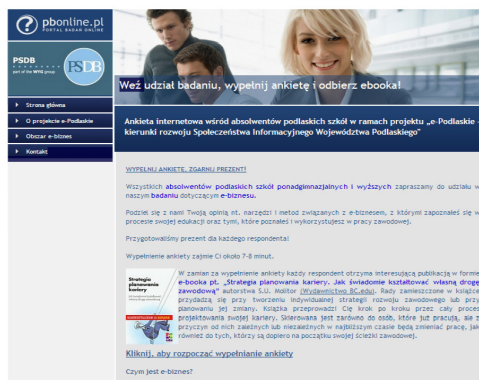 pbonline.pl
PORTAL BADAŃ ONLINE
PSDB
part of the WYG group
PSDB
Weź udział badaniu, wypełnij ankietę i odbierz ebooka!
Strona główna
O projekcie e-Podlaskie
Obszar e-biznes
Kontakt
Ankieta internetowa wśród absolwentów podlaskich szkół w ramach projektu „e-Podlaskie -
kierunki rozwoju Społeczeństwa Informacyjnego Województwa Podlaskiego"
WYPEŁNIJ ANKIETĘ, ZGARNIJ PREZENT!
Wszystkich absolwentów podlaskich szkół ponadgimnazjalnych i wyższych zapraszamy do udziału w
naszym badaniu dotyczącym e-biznesu.
Podziel się z nami Twoją opinią nt. narzędzi i metod związanych z e-biznesem, z którymi zapoznałeś się w
procesie swojej edukacji oraz tymi, które poznałeś i wykorzystujesz w pracy zawodowej.
Przygotowaliśmy prezent dla każdego respondenta!
Wypełnienie ankiety zajmie Ci około 7-8 minut.
Strategia
planowania
kariery
W zamian za wypełnienie ankiety każdy respondent otrzyma interesującą publikacją w formie
e-booka pt. „Strategia planowania kariery. Jak świadomie kształtować własną drogę
zawodową" autorstwa S.U. Molitor (Wydawnictwo BC.edu). Rady zamieszczone w książce
przydadzą się przy tworzeniu indywidualnej strategii rozwoju zawodowego lub przy
planowaniu jej zmiany. Książka przeprowadzi Cię krok po kroku przez cały proces
projektowania swojej kariery. Skierowana jest zarówno do osób, które już pracują, ale z
przyczyn od nich zależnych lub niezależnych w najbliższym czasie będą zmieniać pracę, jak
również do tych, którzy są dopiero na początku swojej ścieżki zawodowej.
Kliknij, aby rozpocząć wypełnianie ankiety
Czym jest e-biznes?